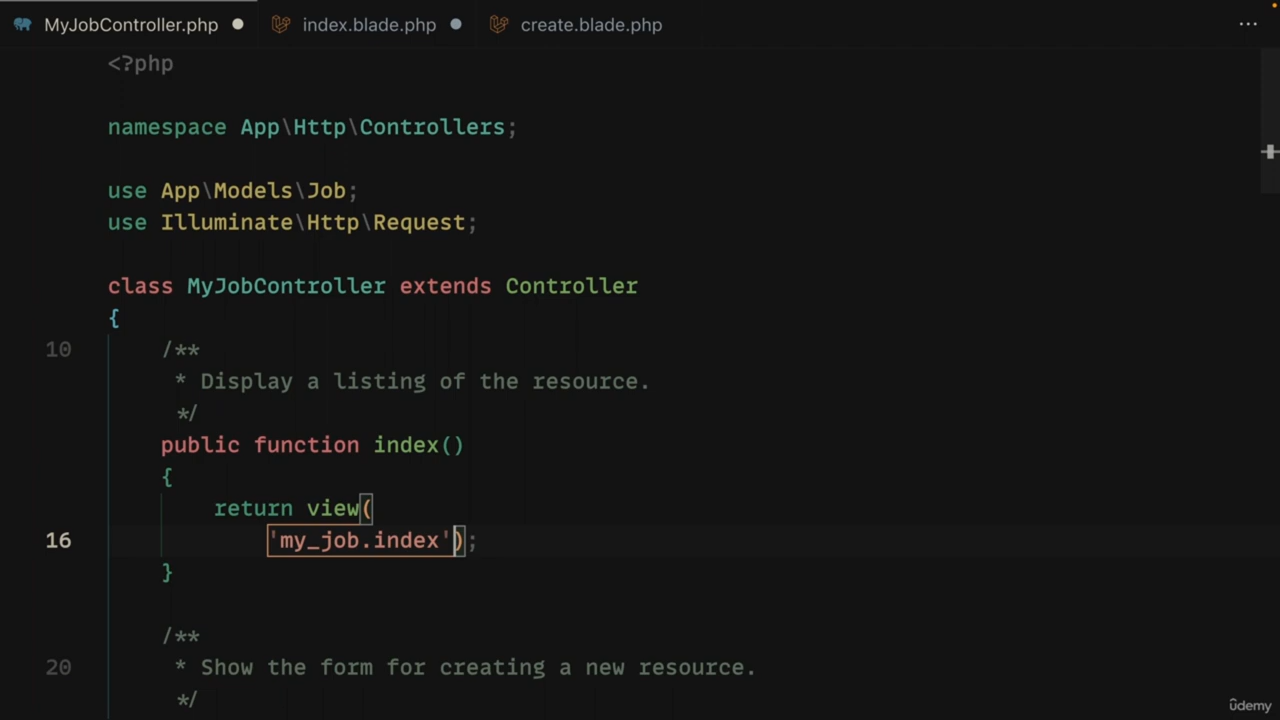 MyJobController.php index.blade.php create.blade.php ...
<?php
namespace App\Http\Controllers;
use App\Models\Job;
use Illuminate\Http\Request;
class MyJobController extends Controller
{
10 /**
* Display a listing of the resource.
*/
public function index()
{
return view(
16 'my_job.index');
}
/**
20 * Show the form for creating a new resource.
*/
ûdemy